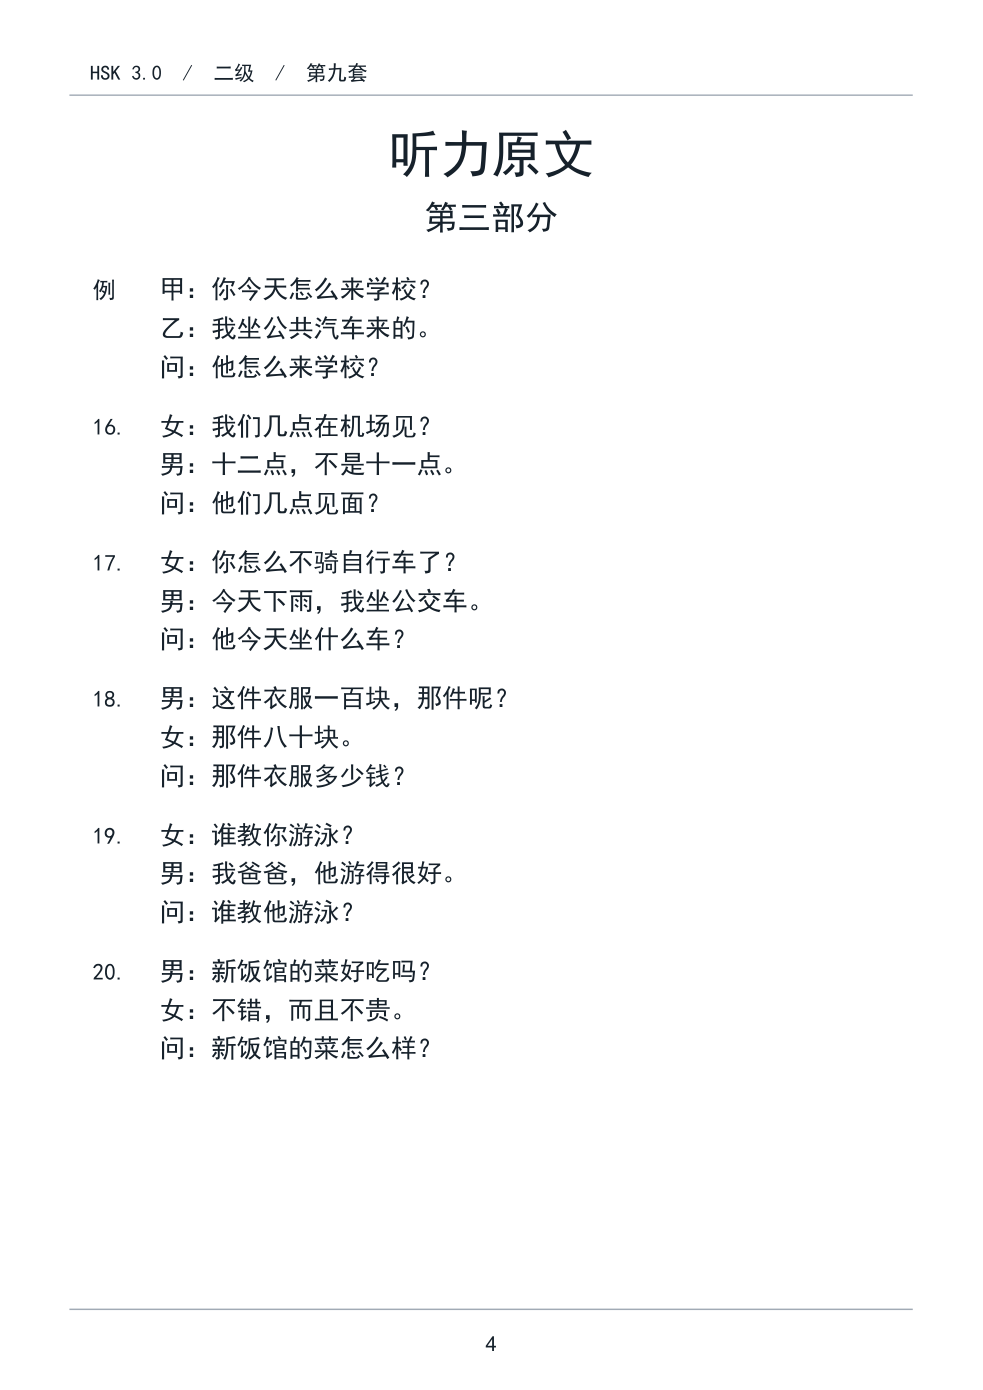 HSK 3.0 / 二级 / 第九套
听力原文
第三部分
例 甲：你今天怎么来学校？
乙：我坐公共汽车来的。
问：他怎么来学校？
16. 女：我们几点在机场见？
男：十二点，不是十一点。
问：他们几点见面？
17. 女：你怎么不骑自行车了？
男：今天下雨，我坐公交车。
问：他今天坐什么车？
18. 男：这件衣服一百块，那件呢？
女：那件八十块。
问：那件衣服多少钱？
19. 女：谁教你游泳？
男：我爸爸，他游得很好。
问：谁教他游泳？
20. 男：新饭馆的菜好吃吗？
女：不错，而且不贵。
问：新饭馆的菜怎么样？
4